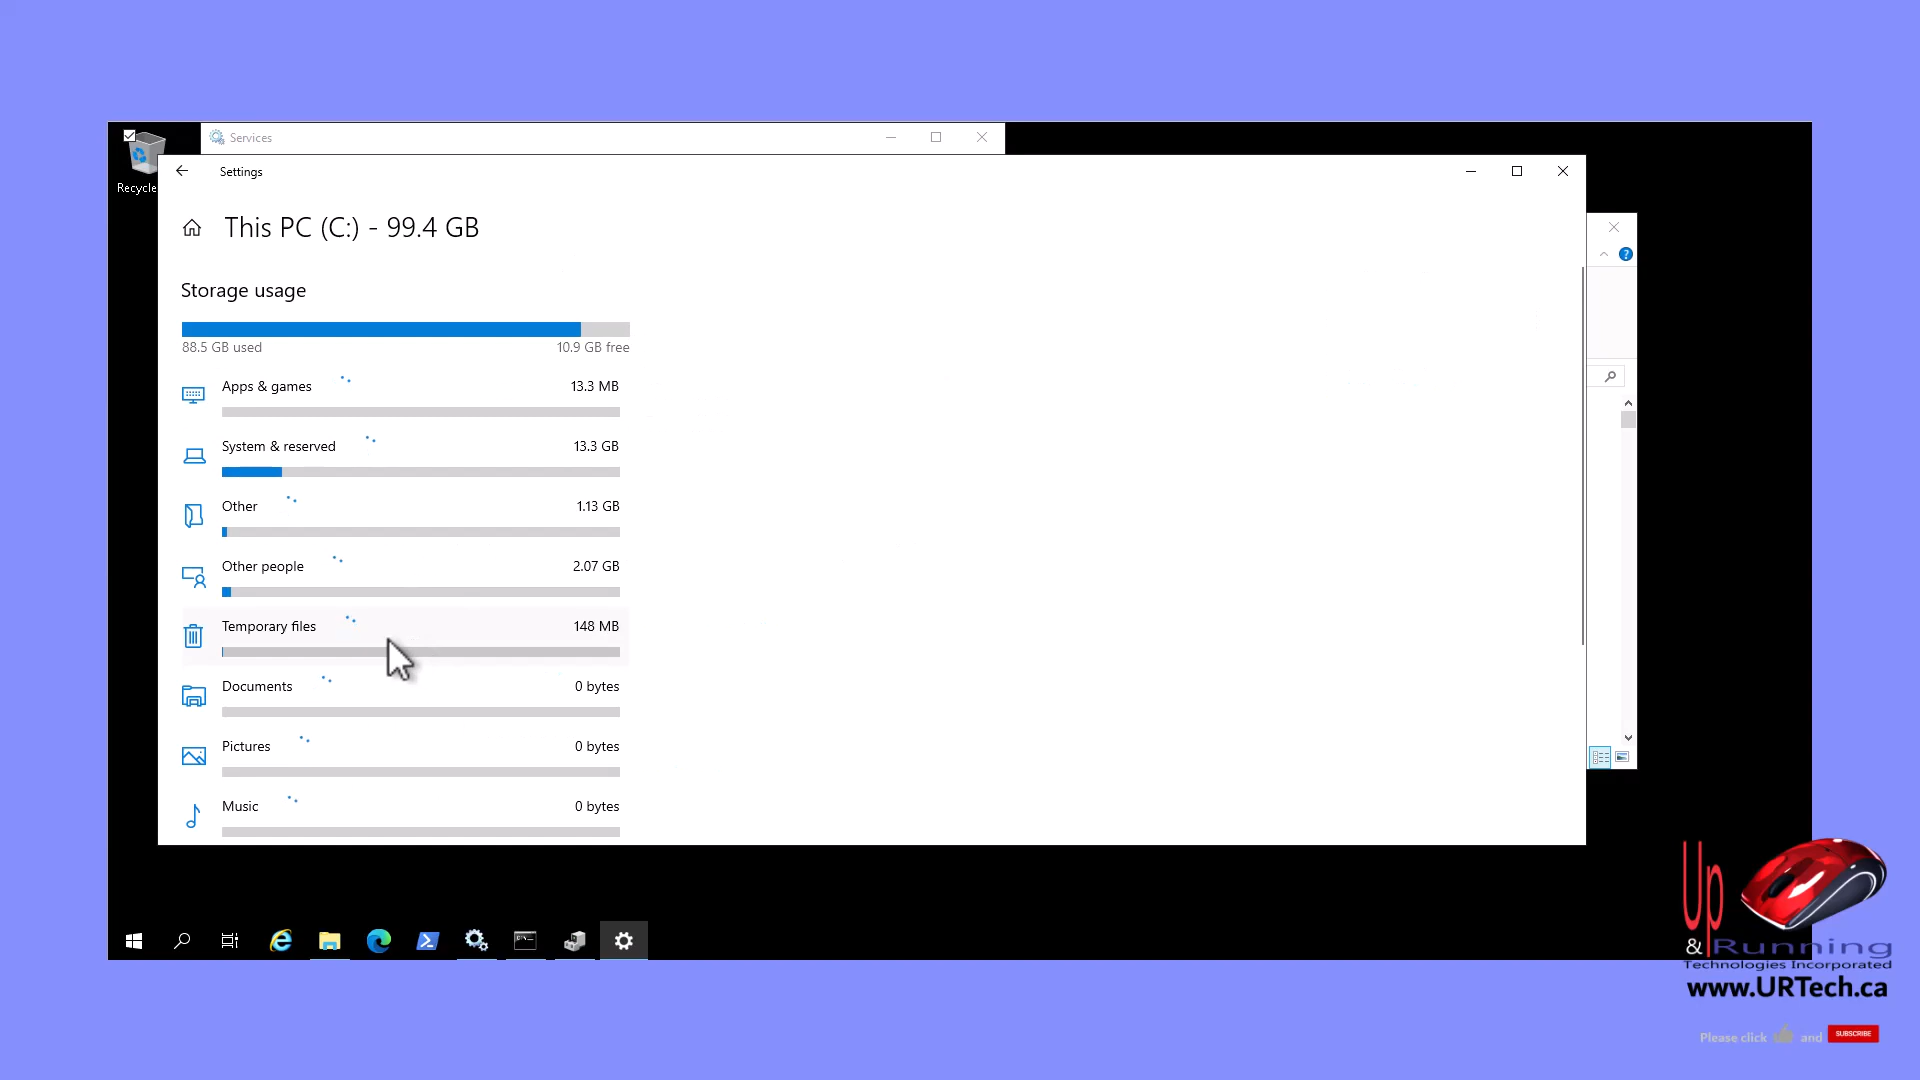 Services
Recycle
Settings
This PC (C:) - 99.4 GB
Storage usage
88.5 GB used
10.9 GB free
Apps & games
13.3 MB
System & reserved
13.3 GB
Other
1.13 GB
Other people
2.07 GB
Temporary files
148 MB
Documents
0 bytes
Pictures
0 bytes
Music
0 bytes
Up
& Running
Technologies Incorporated
www.URTech.ca
Please click and SUBSCRIBE